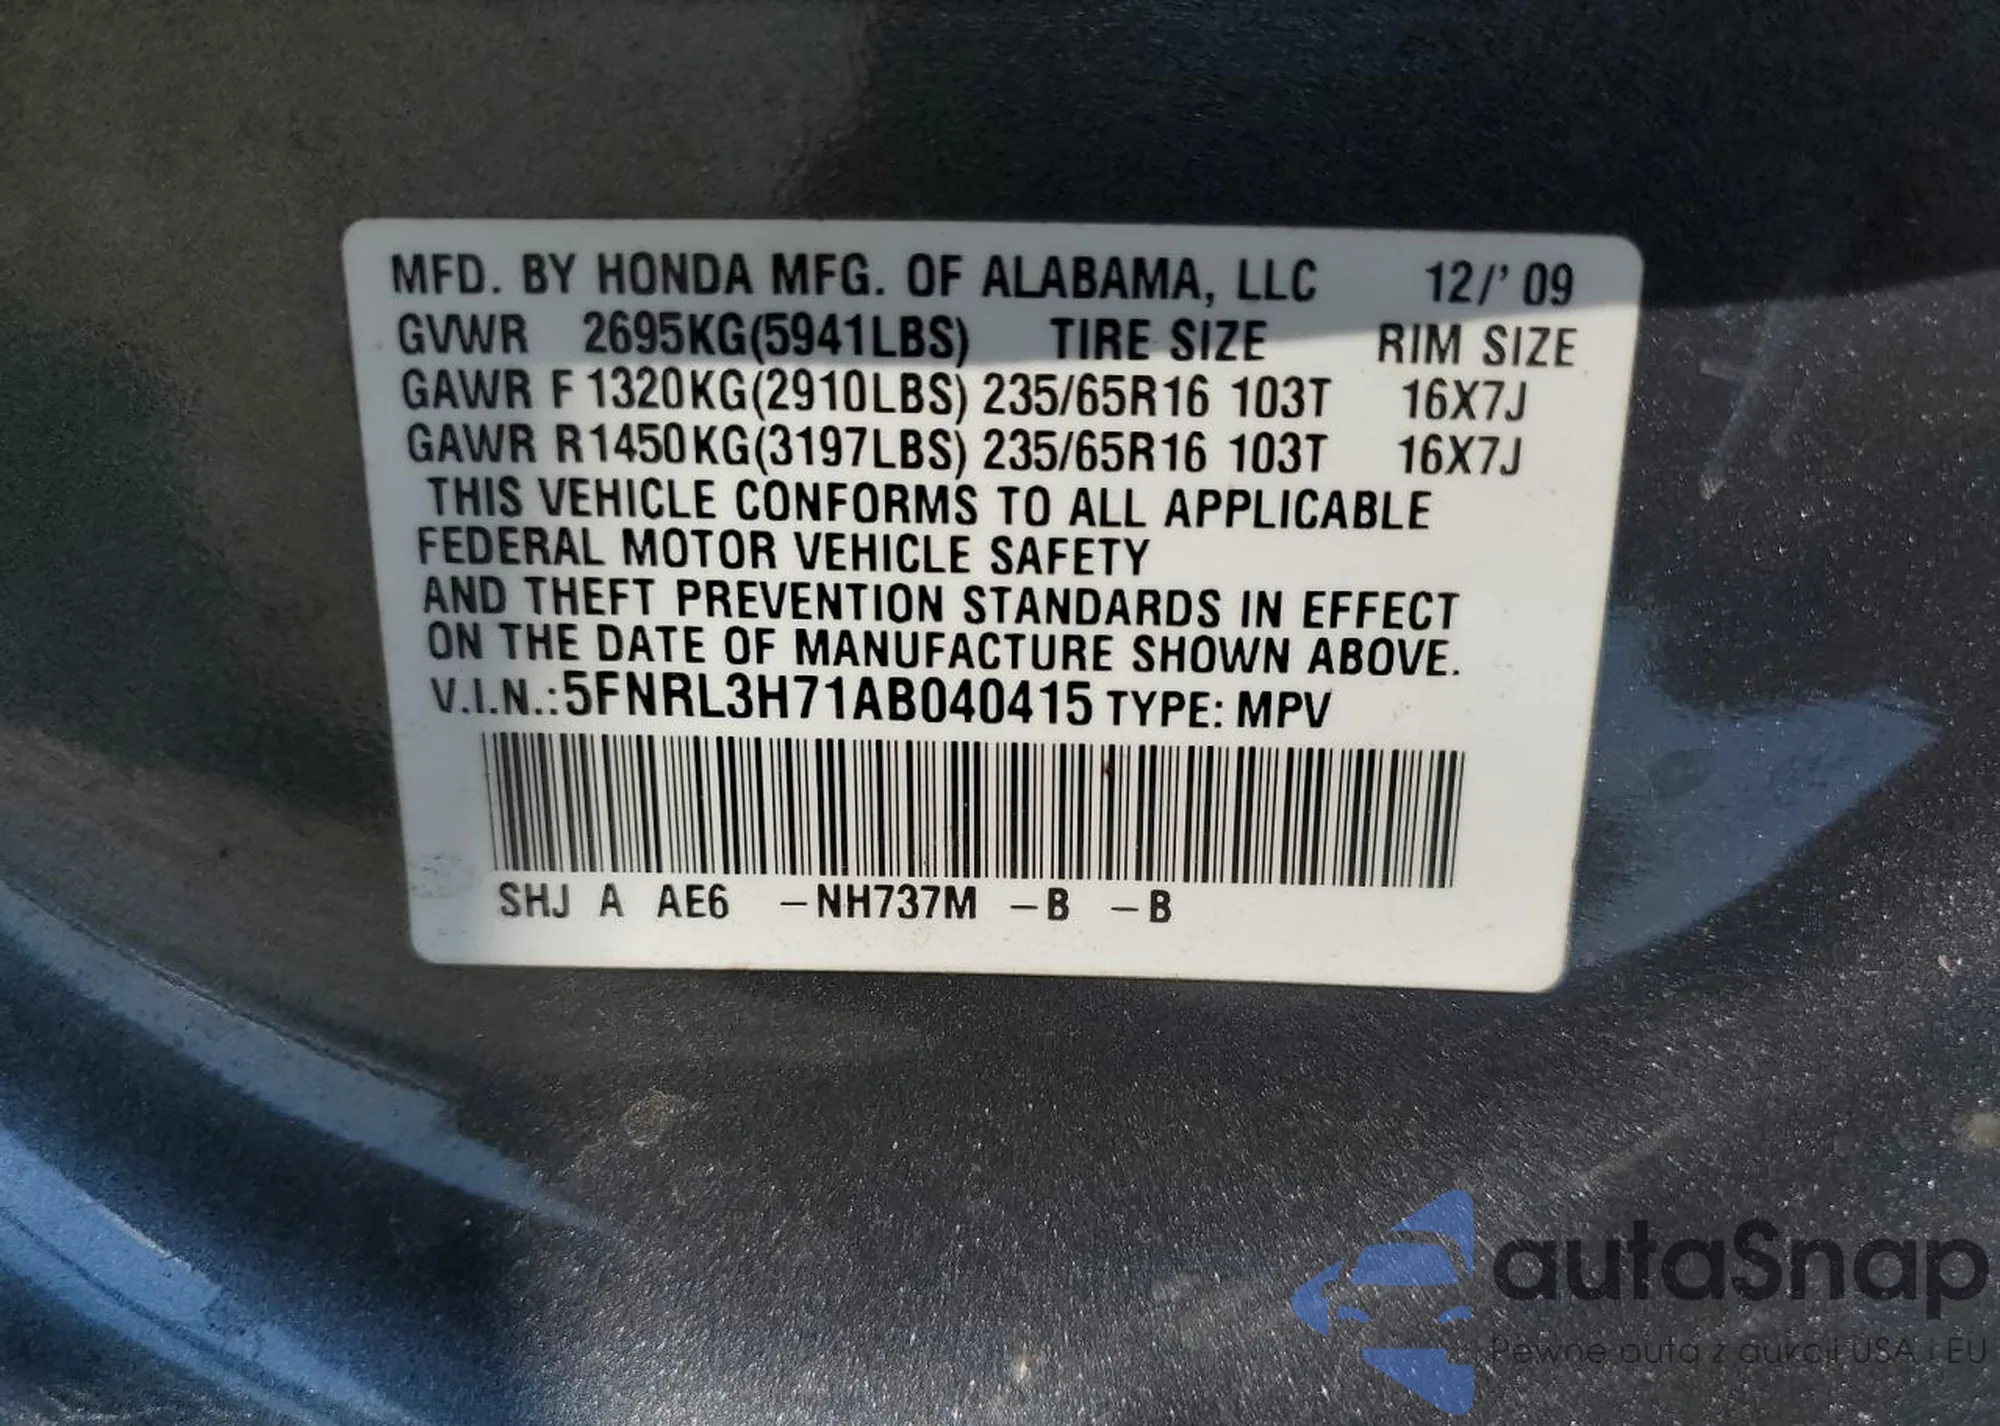 MFD. BY HONDA MFG. OF ALABAMA, LLC 12/' 09
GVWR 2695KG(5941LBS) TIRE SIZE RIM SIZE
GAWR F 1320KG(2910LBS) 235/65R16 103T 16X7J
GAWR R1450KG(3197LBS) 235/65R16 103T 16X7J
THIS VEHICLE CONFORMS TO ALL APPLICABLE
FEDERAL MOTOR VEHICLE SAFETY
AND THEFT PREVENTION STANDARDS IN EFFECT
ON THE DATE OF MANUFACTURE SHOWN ABOVE.
V.I.N.:5FNRL3H71AB040415 TYPE: MPV
SHJ A AE6 -NH737M -B -B
autaSnap
Pewne auta z aukcji USA i EU